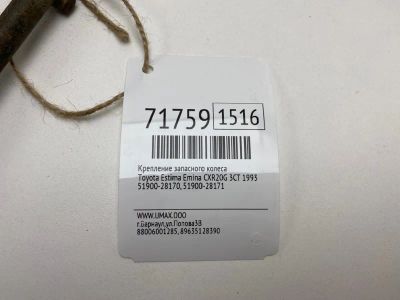 71759 1516
Крепление запасного колеса
Toyota Estima Emina CXR20G 3CT 1993
51900-28170, 51900-28171
WWW.UMAX.DOO
г.Барнаул,ул.Попова3В
88006001285, 89635128390